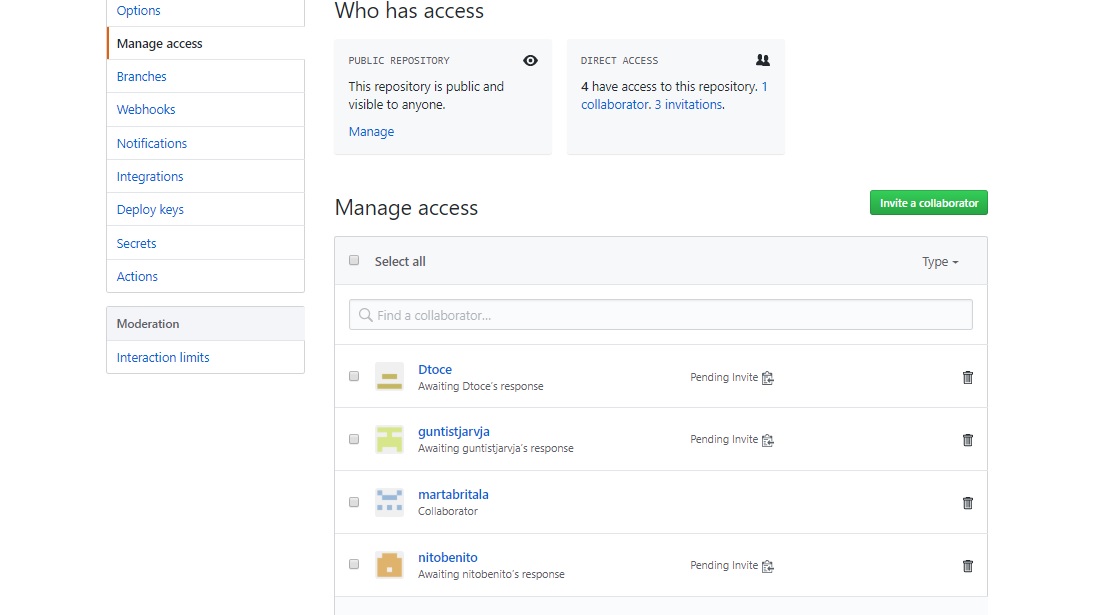 Options
Manage access
Branches
Webhooks
Notifications
Integrations
Deploy keys
Secrets
Actions
Moderation
Interaction limits
Who has access
PUBLIC REPOSITORY
This repository is public and
visible to anyone.
Manage
DIRECT ACCESS
4 have access to this repository. 1
collaborator. 3 invitations.
Manage access
Invite a collaborator
Select all
Type
Find a collaborator...
Dtoce
Awaiting Dtoce's response
Pending Invite
guntistjarvja
Awaiting guntistjarvja's response
Pending Invite
martabritala
Collaborator
nitobenito
Awaiting nitobenito's response
Pending Invite